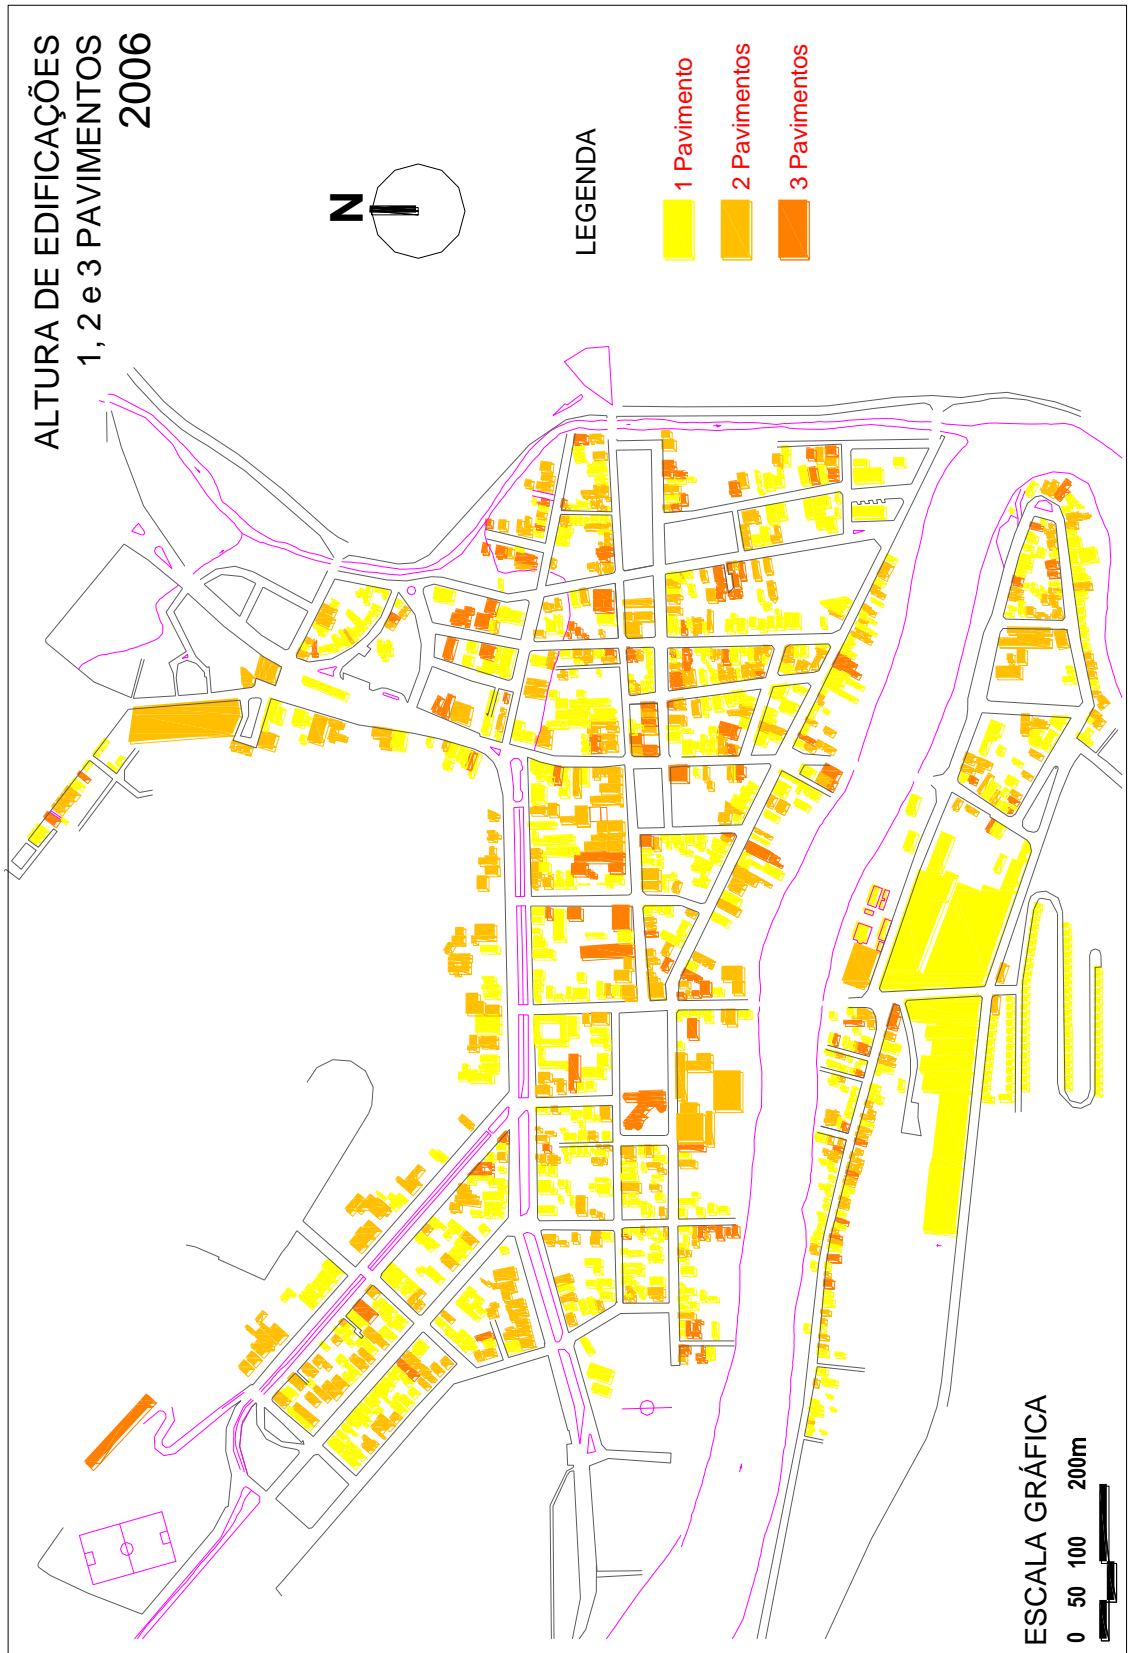 ALTURA DE EDIFICAÇÕES
1, 2 e 3 PAVIMENTOS
2006
N
LEGENDA
1 Pavimento
2 Pavimentos
3 Pavimentos
ESCALA GRÁFICA
0 50 100 200m